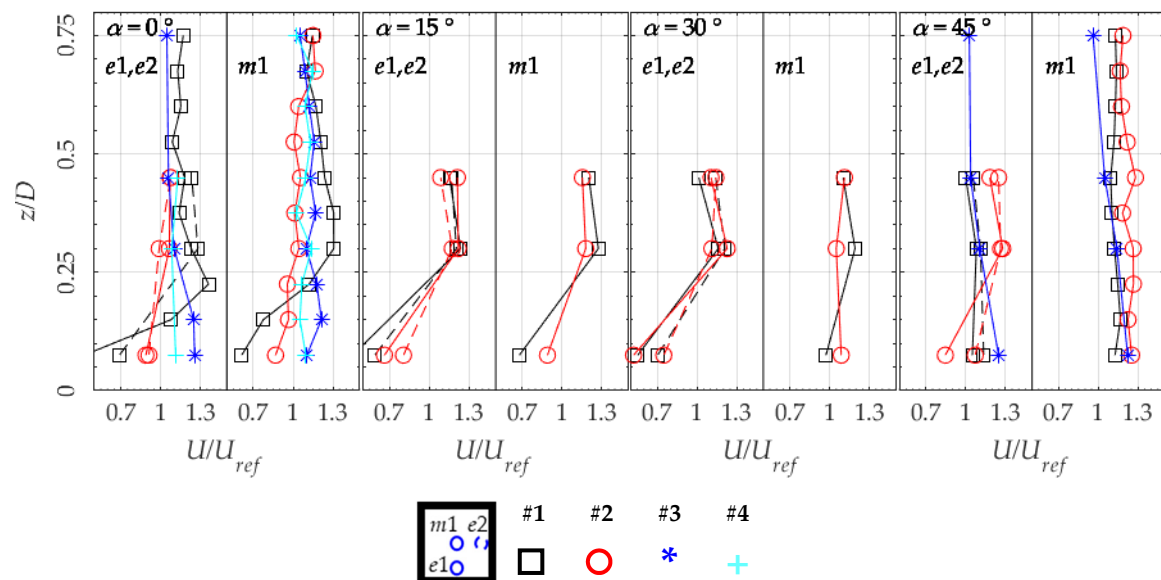 α = 0 ° α = 15 ° α = 30 ° α = 45 °
e1,e2 m1 e1,e2 m1 e1,e2 m1 e1,e2 m1
0.75
0.5
0.25
0
z/D
0.7 1 1.3 0.7 1 1.3 0.7 1 1.3 0.7 1 1.3 0.7 1 1.3 0.7 1 1.3 0.7 1 1.3 0.7 1 1.3
U/Uref U/Uref U/Uref U/Uref
m1 e2
e1
#1 #2 #3 #4